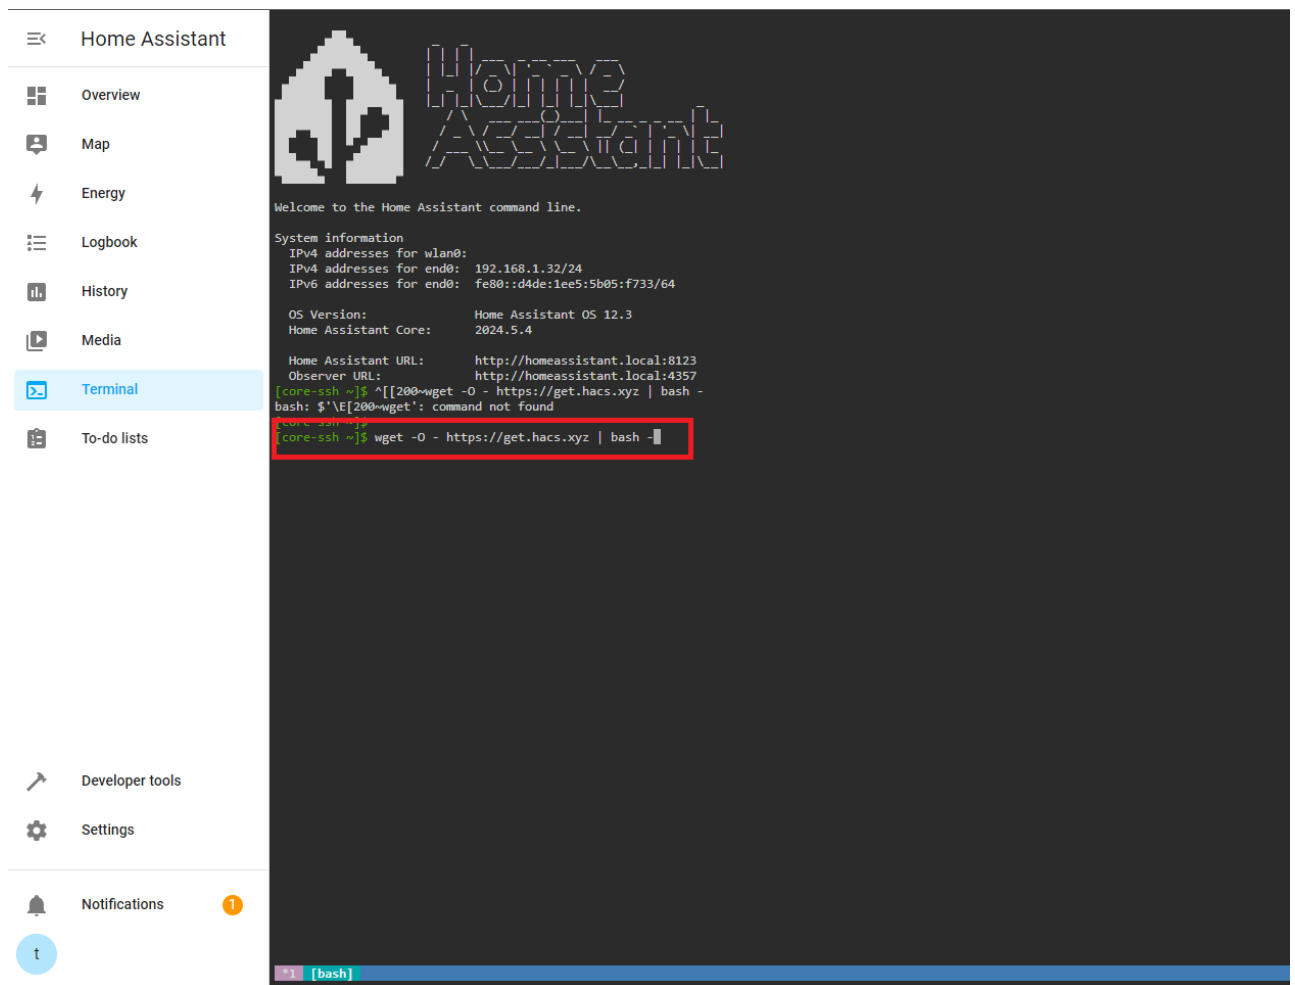 Home Assistant
Overview
Map
Energy
Logbook
History
Media
Terminal
To-do lists
Developer tools
Settings
Notifications 1
t
Home
Assistant
Welcome to the Home Assistant command line.
System information
IPv4 addresses for wlan0:
IPv4 addresses for end0: 192.168.1.32/24
IPv6 addresses for end0: fe80::d4de:1ee5:5b05:f733/64
OS Version: Home Assistant OS 12.3
Home Assistant Core: 2024.5.4
Home Assistant URL: http://homeassistant.local:8123
Observer URL: http://homeassistant.local:4357
[core-ssh ~]$ ^[[200~wget -O - https://get.hacs.xyz | bash -
bash: $'\E[200~wget': command not found
[core-ssh ~]$
[core-ssh ~]$ wget -O - https://get.hacs.xyz | bash -
*1 [bash]